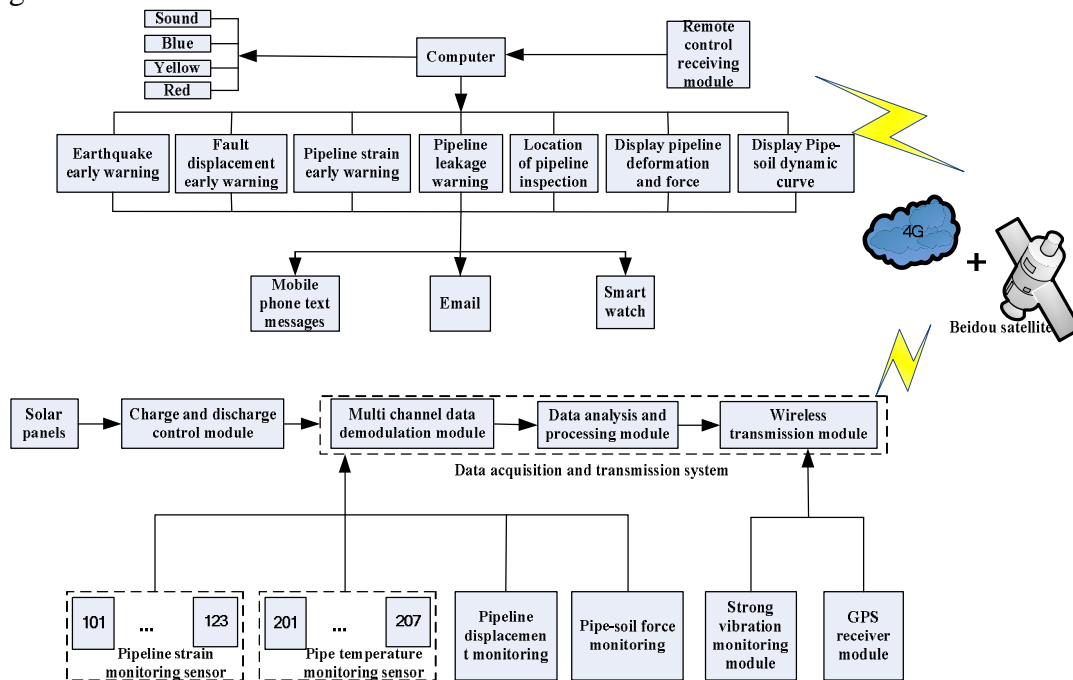 Sound
Blue
Yellow
Red
Computer
Remote
control
receiving
module
Earthquake
early warning
Fault
displacement
early warning
Pipeline strain
early warning
Pipeline
leakage
warning
Location
of pipeline
inspection
Display pipeline
deformation
and force
Display Pipe-
soil dynamic
curve
4G
+
Beidou satellite
Mobile
phone text
messages
Email
Smart
watch
Solar
panels
Charge and discharge
control module
Multi channel data
demodulation module
Data analysis and
processing module
Wireless
transmission module
Data acquisition and transmission system
101
...
123
Pipeline strain
monitoring sensor
201
...
207
Pipe temperature
monitoring sensor
Pipeline
displacemen
t monitoring
Pipe-soil force
monitoring
Strong
vibration
monitoring
module
GPS
receiver
module